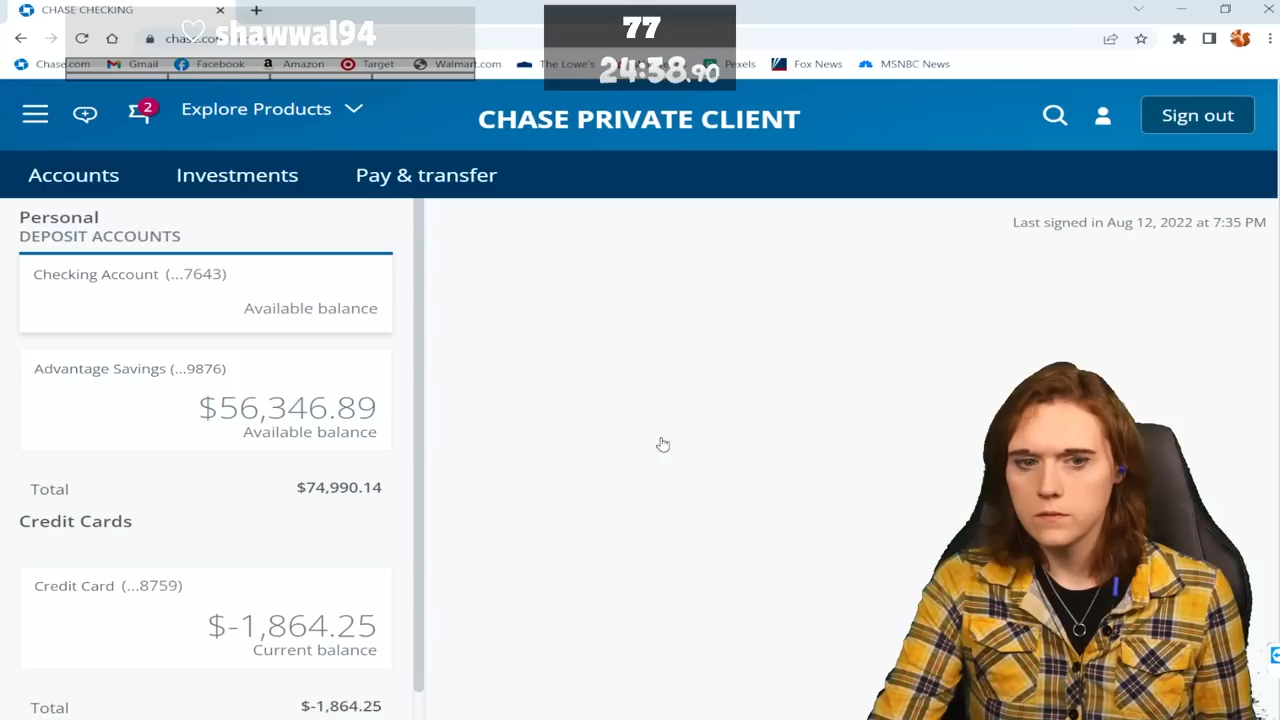 CHASE CHECKING
shawwal94
77
24:38.90
chase.co
Chase.com Gmail Facebook Amazon Target Walmart.com The Lowe's Pexels Fox News MSNBC News
2
Explore Products
CHASE PRIVATE CLIENT
Sign out
Accounts Investments Pay & transfer
Last signed in Aug 12, 2022 at 7:35 PM
Personal
DEPOSIT ACCOUNTS
Checking Account (...7643)
Available balance
Advantage Savings (...9876)
$56,346.89
Available balance
Total $74,990.14
Credit Cards
Credit Card (...8759)
$-1,864.25
Current balance
Total $-1,864.25